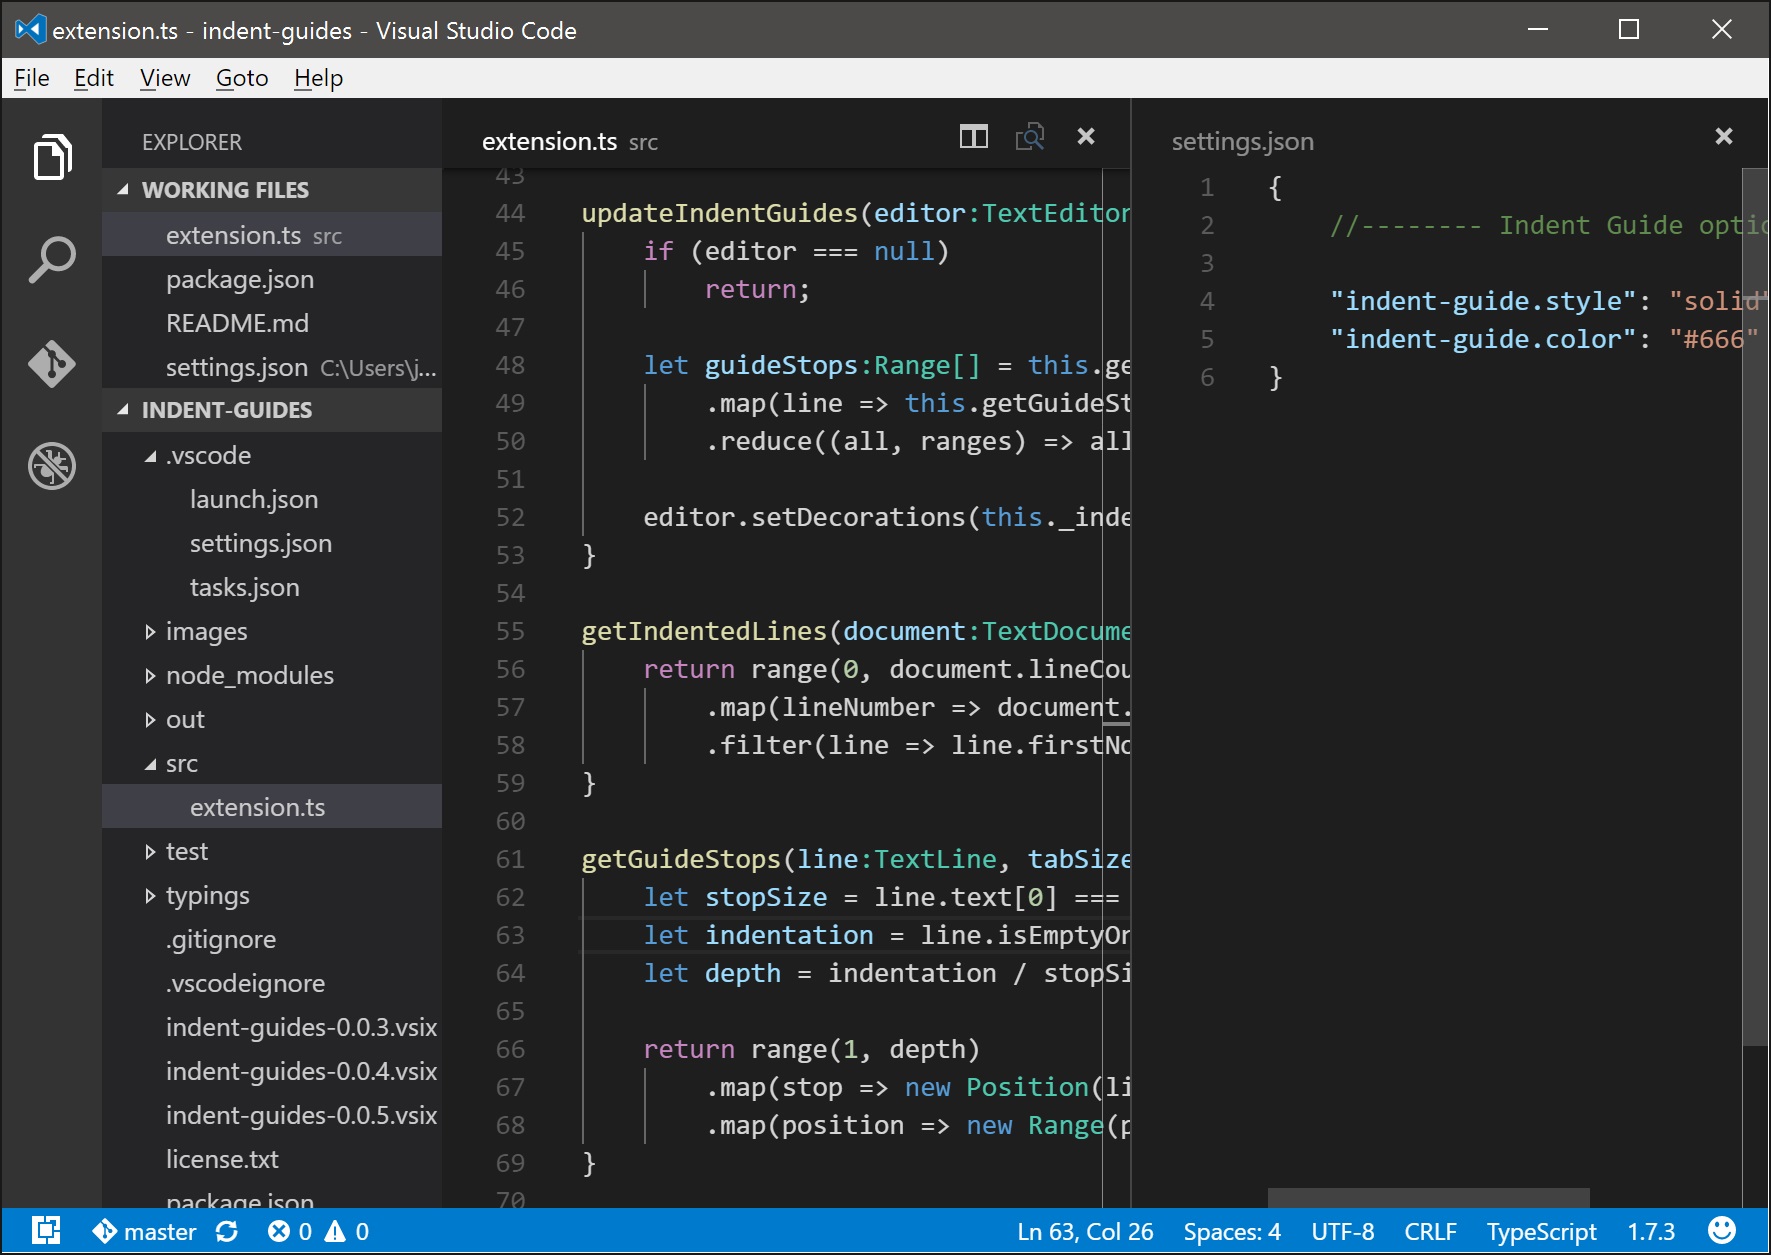 extension.ts - indent-guides - Visual Studio Code
File Edit View Goto Help
EXPLORER
WORKING FILES
extension.ts src
package.json
README.md
settings.json C:\Users\j...
INDENT-GUIDES
.vscode
launch.json
settings.json
tasks.json
images
node_modules
out
src
extension.ts
test
typings
.gitignore
.vscodeignore
indent-guides-0.0.3.vsix
indent-guides-0.0.4.vsix
indent-guides-0.0.5.vsix
license.txt
package.json
extension.ts src
43
44 updateIndentGuides(editor:TextEditor
45 if (editor === null)
46 return;
47
48 let guideStops:Range[] = this.ge
49 .map(line => this.getGuideSt
50 .reduce((all, ranges) => all
51
52 editor.setDecorations(this._inde
53 }
54
55 getIndentedLines(document:TextDocume
56 return range(0, document.lineCou
57 .map(lineNumber => document.
58 .filter(line => line.firstNo
59 }
60
61 getGuideStops(line:TextLine, tabSize
62 let stopSize = line.text[0] ===
63 let indentation = line.isEmptyOr
64 let depth = indentation / stopSi
65
66 return range(1, depth)
67 .map(stop => new Position(li
68 .map(position => new Range(p
69 }
70
settings.json
1 {
2 //-------- Indent Guide optio
3
4 "indent-guide.style": "solid"
5 "indent-guide.color": "#666"
6 }
master 0 0 Ln 63, Col 26 Spaces: 4 UTF-8 CRLF TypeScript 1.7.3